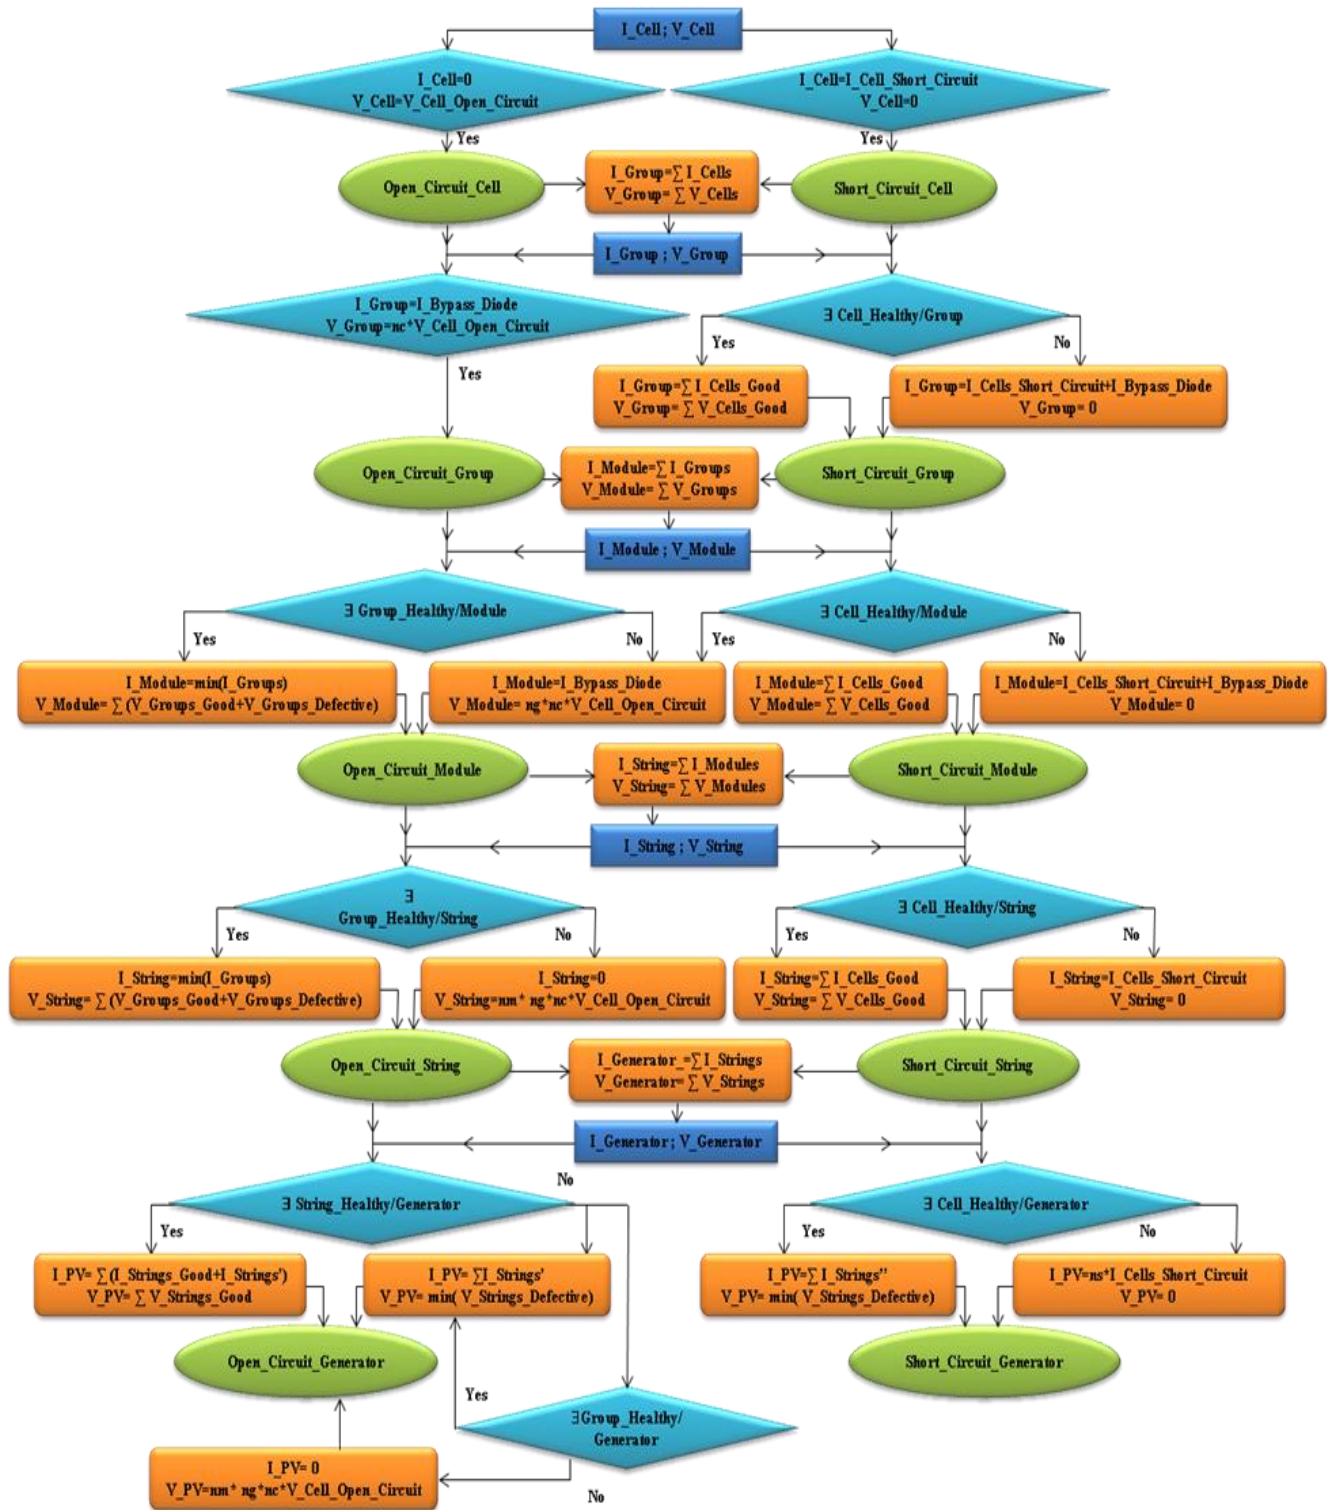 I_Cell ; V_Cell
I_Cell=0
V_Cell=V_Cell_Open_Circuit
I_Cell=I_Cell_Short_Circuit
V_Cell=0
Yes
Yes
Open_Circuit_Cell
I_Group=∑ I_Cells
V_Group= ∑ V_Cells
Short_Circuit_Cell
I_Group ; V_Group
I_Group=I_Bypass_Diode
V_Group=nc*V_Cell_Open_Circuit
∃ Cell_Healthy/Group
Yes
No
Yes
I_Group=∑ I_Cells_Good
V_Group= ∑ V_Cells_Good
I_Group=I_Cells_Short_Circuit+I_Bypass_Diode
V_Group= 0
Open_Circuit_Group
I_Module=∑ I_Groups
V_Module= ∑ V_Groups
Short_Circuit_Group
I_Module ; V_Module
∃ Group_Healthy/Module
∃ Cell_Healthy/Module
Yes
No
Yes
No
I_Module=min(I_Groups)
V_Module= ∑ (V_Groups_Good+V_Groups_Defective)
I_Module=I_Bypass_Diode
V_Module= ng*nc*V_Cell_Open_Circuit
I_Module=∑ I_Cells_Good
V_Module= ∑ V_Cells_Good
I_Module=I_Cells_Short_Circuit+I_Bypass_Diode
V_Module= 0
Open_Circuit_Module
I_String=∑ I_Modules
V_String= ∑ V_Modules
Short_Circuit_Module
I_String ; V_String
∃
Group_Healthy/String
∃ Cell_Healthy/String
Yes
No
Yes
No
I_String=min(I_Groups)
V_String= ∑ (V_Groups_Good+V_Groups_Defective)
I_String=0
V_String=nm* ng*nc*V_Cell_Open_Circuit
I_String=∑ I_Cells_Good
V_String= ∑ V_Cells_Good
I_String=I_Cells_Short_Circuit
V_String= 0
Open_Circuit_String
I_Generator_=∑ I_Strings
V_Generator= ∑ V_Strings
Short_Circuit_String
I_Generator ; V_Generator
No
∃ String_Healthy/Generator
∃ Cell_Healthy/Generator
Yes
Yes
No
I_PV= ∑ (I_Strings_Good+I_Strings')
V_PV= ∑ V_Strings_Good
I_PV= ∑I_Strings'
V_PV= min( V_Strings_Defective)
I_PV=∑ I_Strings''
V_PV= min( V_Strings_Defective)
I_PV=ns*I_Cells_Short_Circuit
V_PV= 0
Open_Circuit_Generator
Short_Circuit_Generator
Yes
∃Group_Healthy/
Generator
I_PV= 0
V_PV=nm* ng*nc*V_Cell_Open_Circuit
No